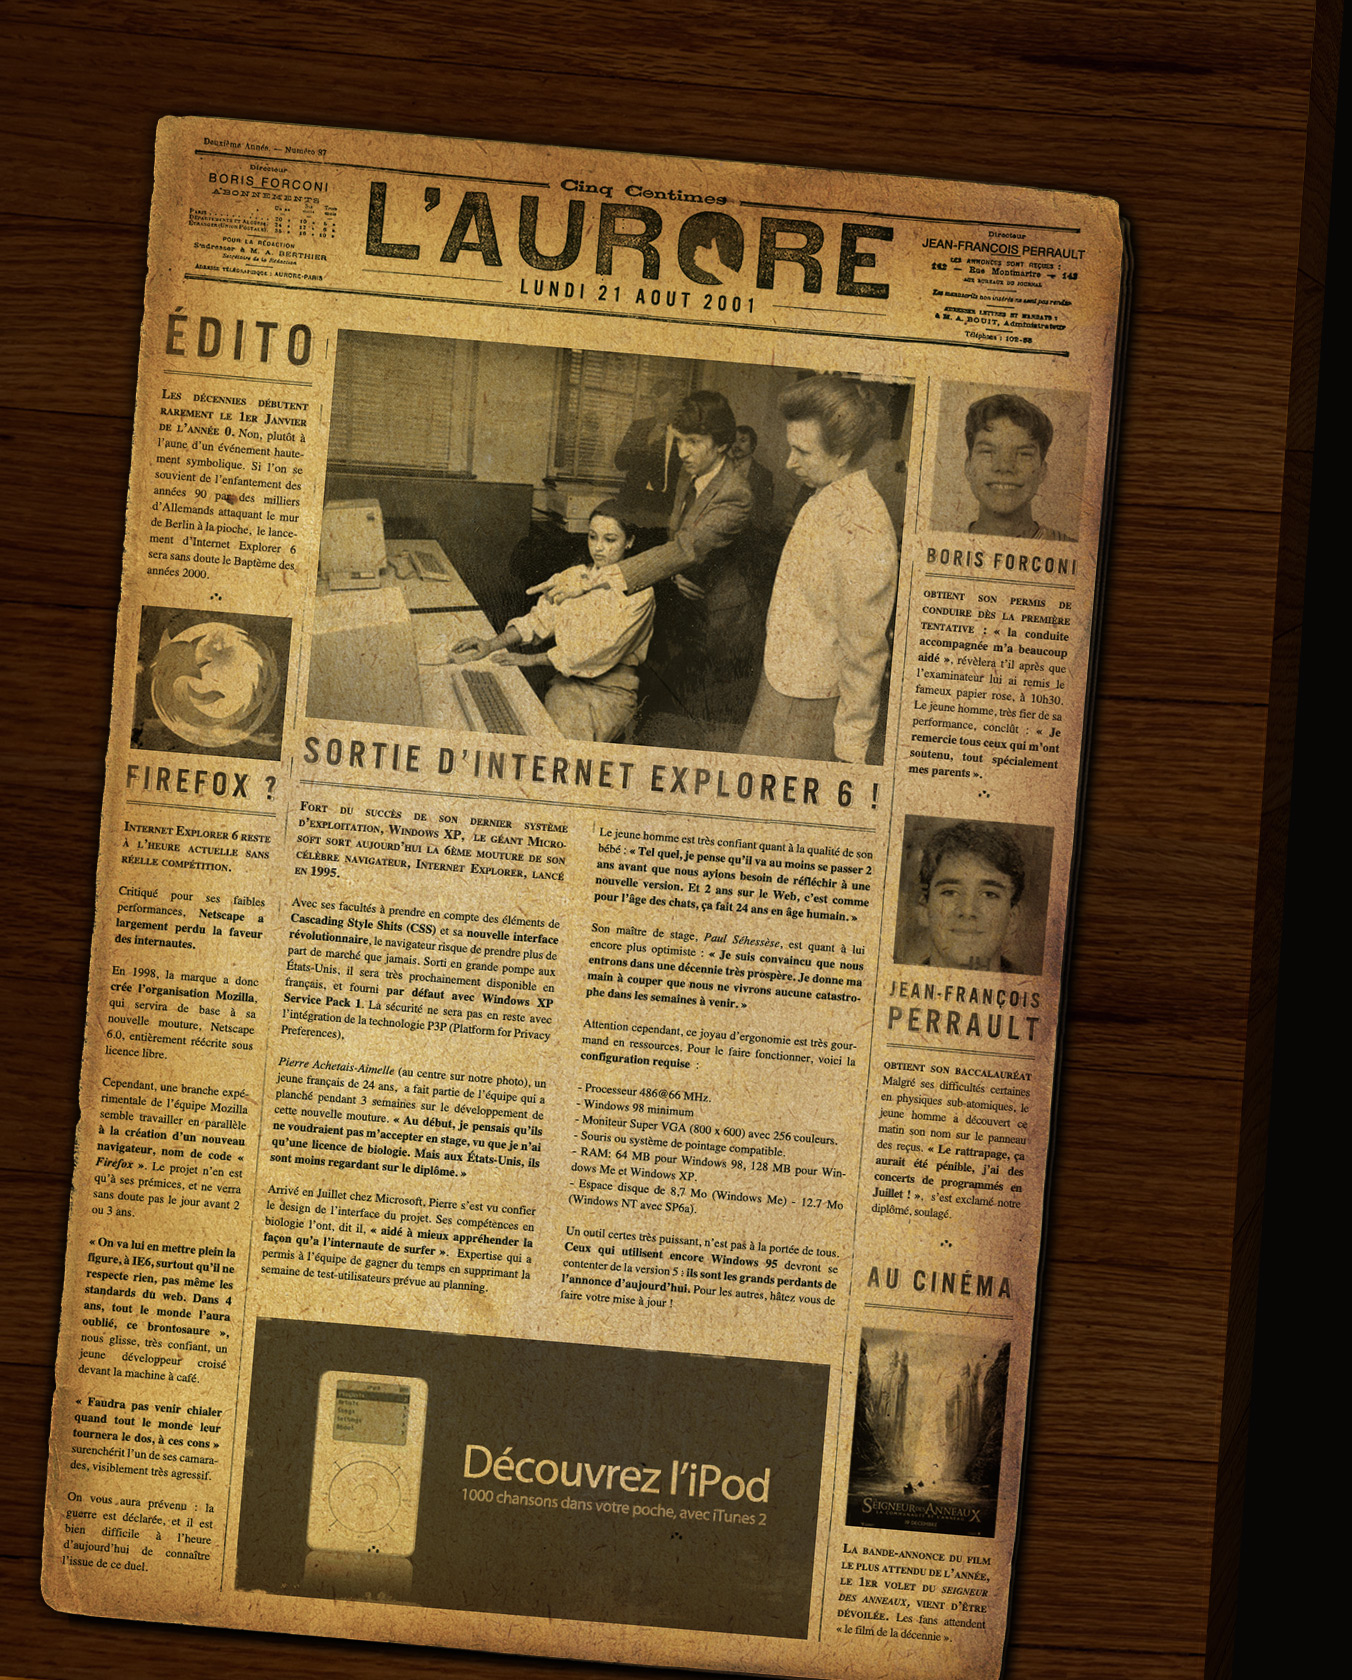 Deuxième Année. — Numéro 87
Directeur
BORIS FORCONI
ABONNEMENTS
POUR LA RÉDACTION
S'adresser à M. A. BERTHIER
Secrétaire de la Rédaction
ADRESSE TÉLÉGRAPHIQUE : AURORE-PARIS
Cinq Centimes
L'AURORE
LUNDI 21 AOUT 2001
Directeur
JEAN-FRANÇOIS PERRAULT
LES ANNONCES SONT REÇUES :
142 — Rue Montmartre — 142
AUX BUREAUX DU JOURNAL
Les manuscrits non insérés ne sont pas rendus
ADRESSER LETTRES ET MANDATS :
à M. A. BOUIT, Administrateur
Téléphone : 102-88
ÉDITO
LES DÉCENNIES DÉBUTENT
RAREMENT LE 1ER JANVIER
DE L'ANNÉE 0. Non, plutôt à
l'aune d'un événement haute-
ment symbolique. Si l'on se
souvient de l'enfantement des
années 90 par des milliers
d'Allemands attaquant le mur
de Berlin à la pioche, le lance-
ment d'Internet Explorer 6
sera sans doute le Baptème des
années 2000.
FIREFOX ?
INTERNET EXPLORER 6 RESTE
À L'HEURE ACTUELLE SANS
RÉELLE COMPÉTITION.
Critiqué pour ses faibles
performances, Netscape a
largement perdu la faveur
des internautes.
En 1998, la marque a donc
crée l'organisation Mozilla,
qui servira de base à sa
nouvelle mouture, Netscape
6.0, entièrement réécrite sous
licence libre.
Cependant, une branche expé-
rimentale de l'équipe Mozilla
semble travailler en parallèle
à la création d'un nouveau
navigateur, nom de code «
Firefox ». Le projet n'en est
qu'à ses prémices, et ne verra
sans doute pas le jour avant 2
ou 3 ans.
« On va lui en mettre plein la
figure, à IE6, surtout qu'il ne
respecte rien, pas même les
standards du web. Dans 4
ans, tout le monde l'aura
oublié, ce brontosaure »,
nous glisse, très confiant, un
jeune développeur croisé
devant la machine à café.
« Faudra pas venir chialer
quand tout le monde leur
tournera le dos, à ces cons »
surenchérit l'un de ses camara-
des, visiblement très agressif.
On vous aura prévenu : la
guerre est déclarée, et il est
bien difficile à l'heure
d'aujourd'hui de connaître
l'issue de ce duel.
SORTIE D'INTERNET EXPLORER 6 !
FORT DU SUCCÈS DE SON DERNIER SYSTÈME
D'EXPLOITATION, WINDOWS XP, LE GÉANT MICRO-
SOFT SORT AUJOURD'HUI LA 6ÈME MOUTURE DE SON
CÉLÈBRE NAVIGATEUR, INTERNET EXPLORER, LANCÉ
EN 1995.
Avec ses facultés à prendre en compte des éléments de
Cascading Style Shits (CSS) et sa nouvelle interface
révolutionnaire, le navigateur risque de prendre plus de
part de marché que jamais. Sorti en grande pompe aux
États-Unis, il sera très prochainement disponible en
français, et fourni par défaut avec Windows XP
Service Pack 1. La sécurité ne sera pas en reste avec
l'intégration de la technologie P3P (Platform for Privacy
Preferences),
Pierre Achetais-Aimelle (au centre sur notre photo), un
jeune français de 24 ans, a fait partie de l'équipe qui a
planché pendant 3 semaines sur le développement de
cette nouvelle mouture. « Au début, je pensais qu'ils
ne voudraient pas m'accepter en stage, vu que je n'ai
qu'une licence de biologie. Mais aux États-Unis, ils
sont moins regardant sur le diplôme. »
Arrivé en Juillet chez Microsoft, Pierre s'est vu confier
le design de l'interface du projet. Ses compétences en
biologie l'ont, dit il, « aidé à mieux appréhender la
façon qu'a l'internaute de surfer ». Expertise qui a
permis à l'équipe de gagner du temps en supprimant la
semaine de test-utilisateurs prévue au planning.
Le jeune homme est très confiant quant à la qualité de son
bébé : « Tel quel, je pense qu'il va au moins se passer 2
ans avant que nous ayions besoin de réfléchir à une
nouvelle version. Et 2 ans sur le Web, c'est comme
pour l'âge des chats, ça fait 24 ans en âge humain. »
Son maître de stage, Paul Séhessèse, est quant à lui
encore plus optimiste : « Je suis convaincu que nous
entrons dans une décennie très prospère. Je donne ma
main à couper que nous ne vivrons aucune catastro-
phe dans les semaines à venir. »
Attention cependant, ce joyau d'ergonomie est très gour-
mand en ressources. Pour le faire fonctionner, voici la
configuration requise :
- Processeur 486@66 MHz.
- Windows 98 minimum
- Moniteur Super VGA (800 x 600) avec 256 couleurs.
- Souris ou système de pointage compatible.
- RAM: 64 MB pour Windows 98, 128 MB pour Win-
dows Me et Windows XP.
- Espace disque de 8,7 Mo (Windows Me) - 12.7 Mo
(Windows NT avec SP6a).
Un outil certes très puissant, n'est pas à la portée de tous.
Ceux qui utilisent encore Windows 95 devront se
contenter de la version 5 : ils sont les grands perdants de
l'annonce d'aujourd'hui. Pour les autres, hâtez vous de
faire votre mise à jour !
Découvrez l'iPod
1000 chansons dans votre poche, avec iTunes 2
BORIS FORCONI
OBTIENT SON PERMIS DE
CONDUIRE DÈS LA PREMIÈRE
TENTATIVE : « la conduite
accompagnée m'a beaucoup
aidé », révèlera t'il après que
l'examinateur lui ai remis le
fameux papier rose, à 10h30.
Le jeune homme, très fier de sa
performance, conclût : « Je
remercie tous ceux qui m'ont
soutenu, tout spécialement
mes parents ».
JEAN-FRANÇOIS
PERRAULT
OBTIENT SON BACCALAURÉAT
Malgré ses difficultés certaines
en physiques sub-atomiques, le
jeune homme a découvert ce
matin son nom sur le panneau
des reçus. « Le rattrapage, ça
aurait été pénible, j'ai des
concerts de programmés en
Juillet ! », s'est exclamé notre
diplômé, soulagé.
AU CINÉMA
SEIGNEUR DES ANNEAUX
LA COMMUNAUTÉ DE L'ANNEAU
19 DÉCEMBRE
LA BANDE-ANNONCE DU FILM
LE PLUS ATTENDU DE L'ANNÉE,
LE 1ER VOLET DU SEIGNEUR
DES ANNEAUX, VIENT D'ÊTRE
DÉVOILÉE. Les fans attendent
« le film de la décennie ».